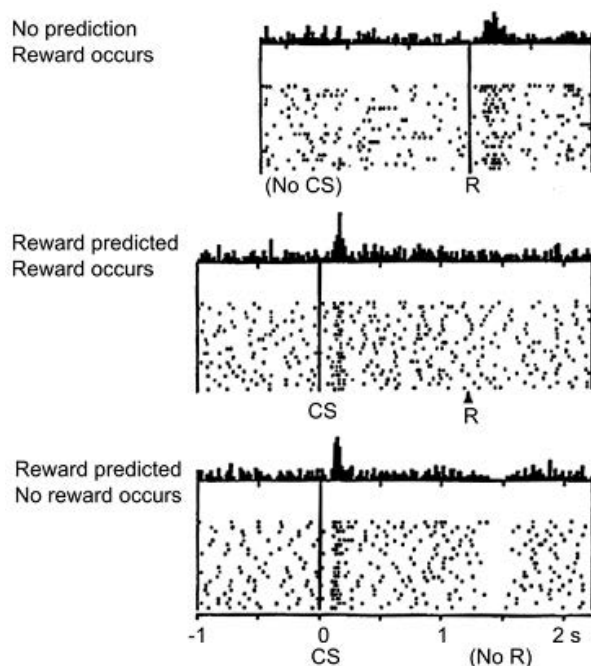 No prediction
Reward occurs
(No CS)
R
Reward predicted
Reward occurs
CS
R
Reward predicted
No reward occurs
-1
0
1
2 s
CS
(No R)